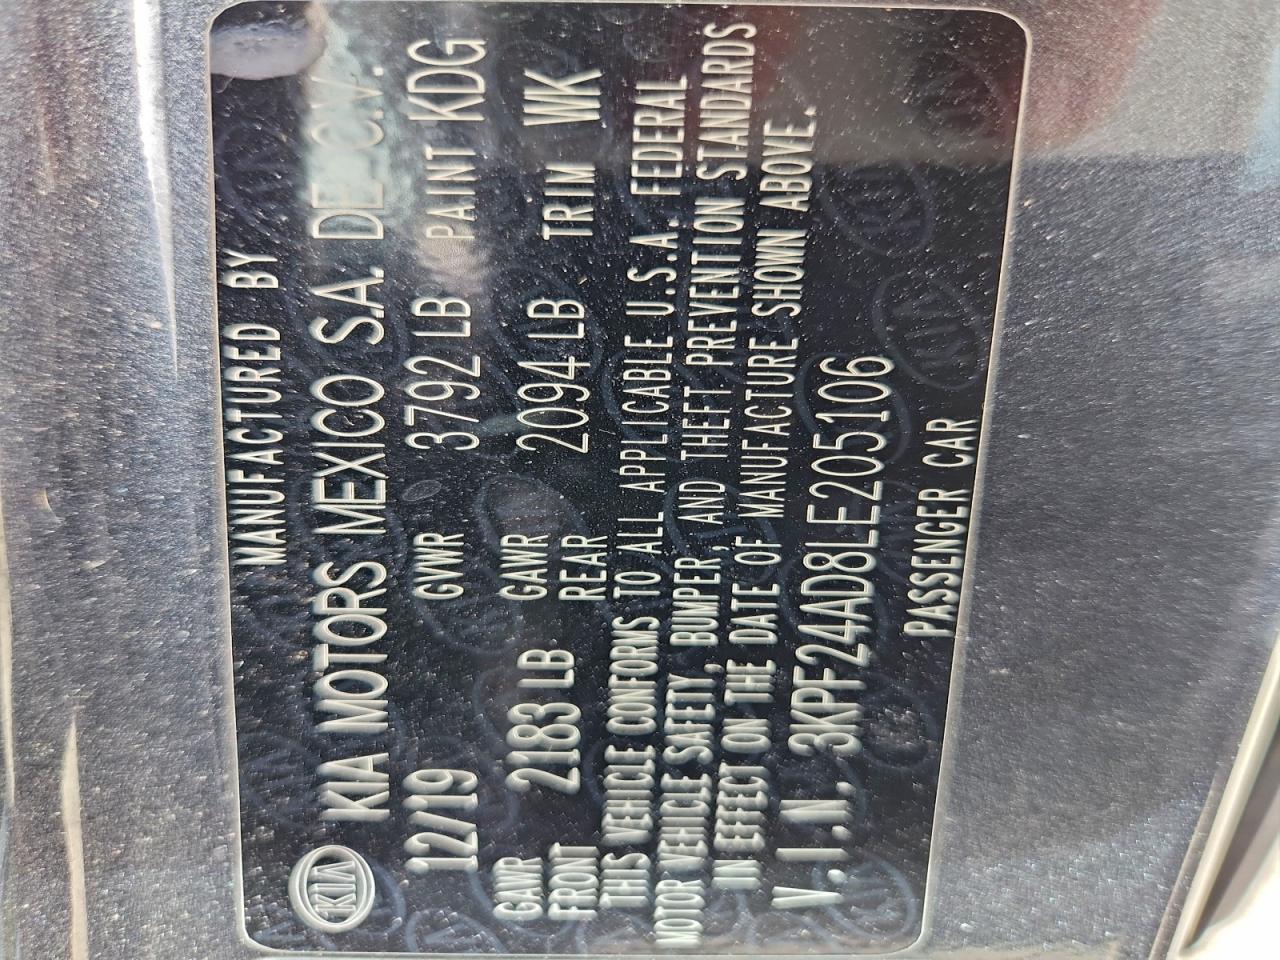 MANUFACTURED BY
KIA KIA MOTORS MEXICO S.A. DE C.V.
12/19 GVWR 3792 LB PAINT KDG
GAWR FRONT 2183 LB GAWR REAR 2094 LB TRIM WK
THIS VEHICLE CONFORMS TO ALL APPLICABLE U.S.A. FEDERAL
MOTOR VEHICLE SAFETY, BUMPER, AND THEFT PREVENTION STANDARDS
IN EFFECT ON THE DATE OF MANUFACTURE SHOWN ABOVE.
V.I.N. 3KPF24AD8LE205106
PASSENGER CAR